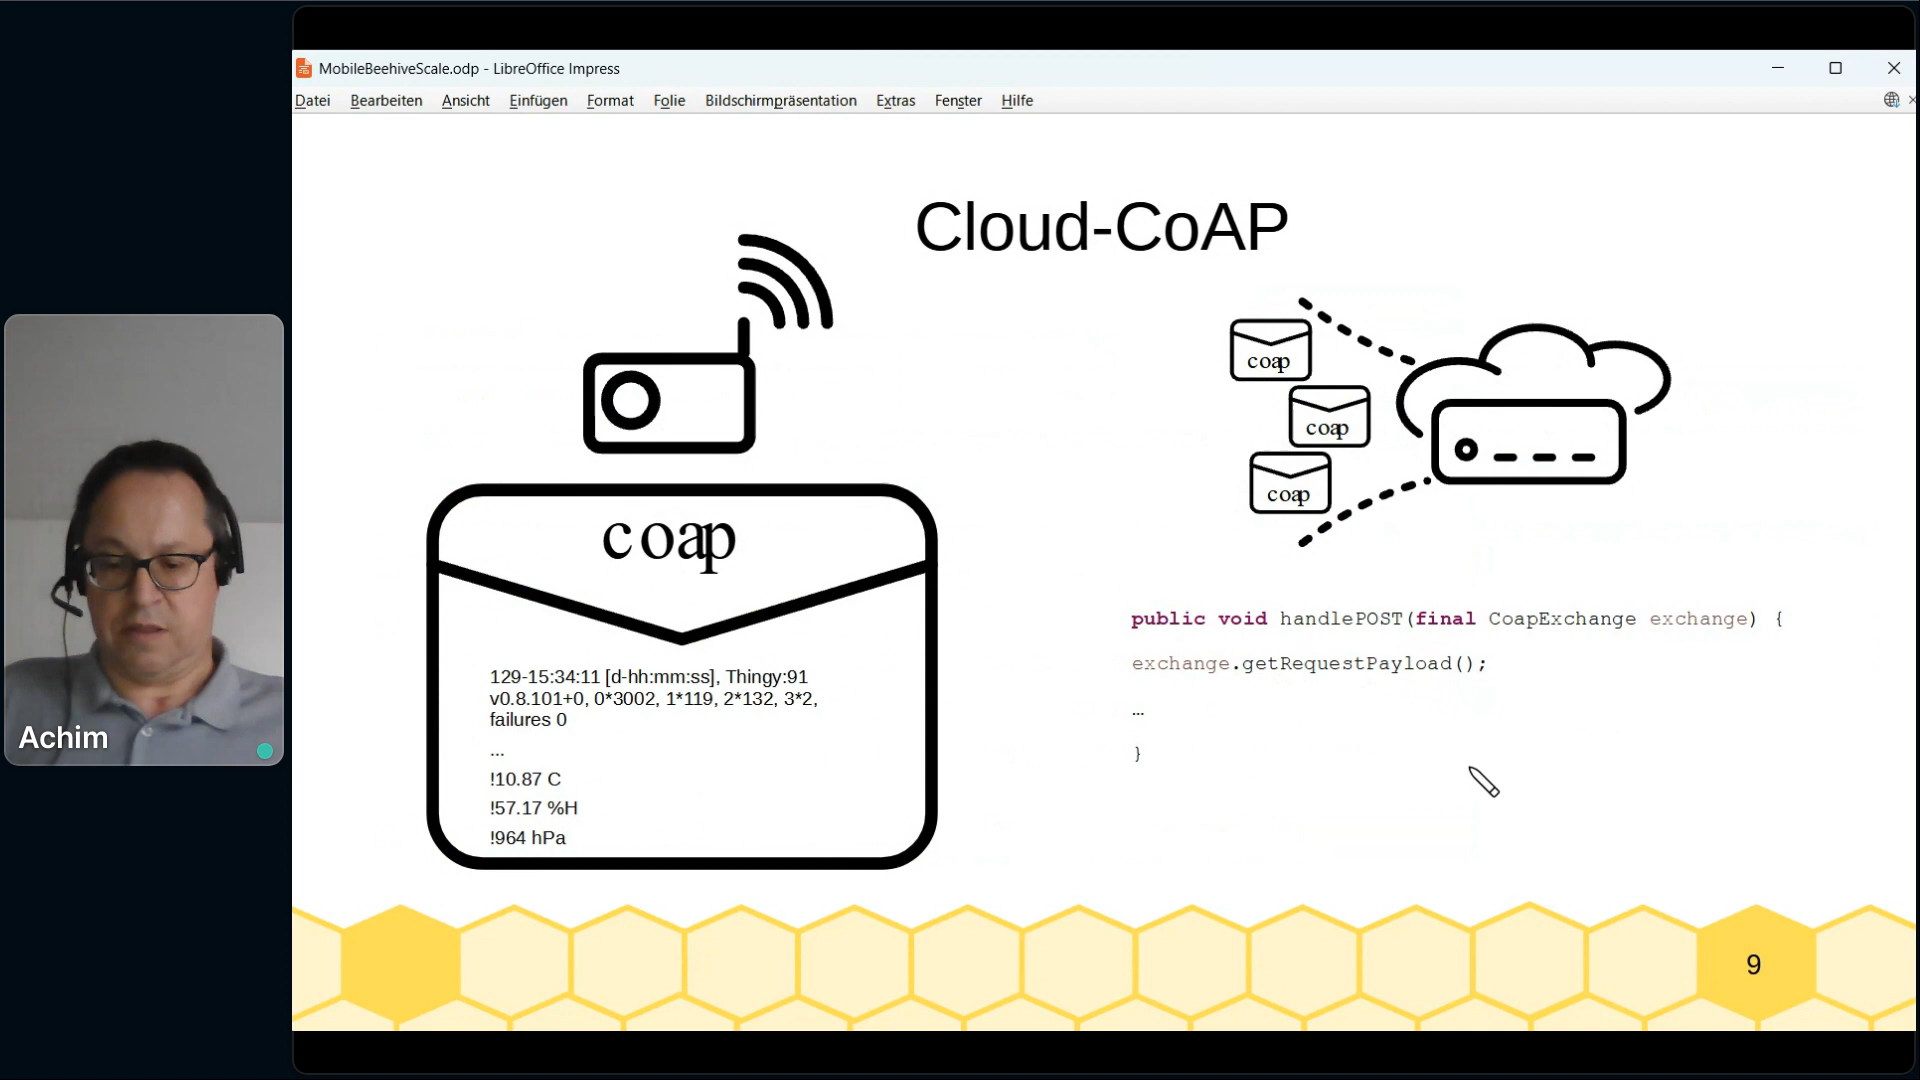 MobileBeehiveScale.odp - LibreOffice Impress
Datei Bearbeiten Ansicht Einfügen Format Folie Bildschirmpräsentation Extras Fenster Hilfe
Cloud-CoAP
coap
coap
coap
coap
129-15:34:11 [d-hh:mm:ss], Thingy:91
v0.8.101+0, 0*3002, 1*119, 2*132, 3*2,
failures 0
...
!10.87 C
!57.17 %H
!964 hPa
public void handlePOST(final CoapExchange exchange) {
exchange.getRequestPayload();
…
}
Achim
9